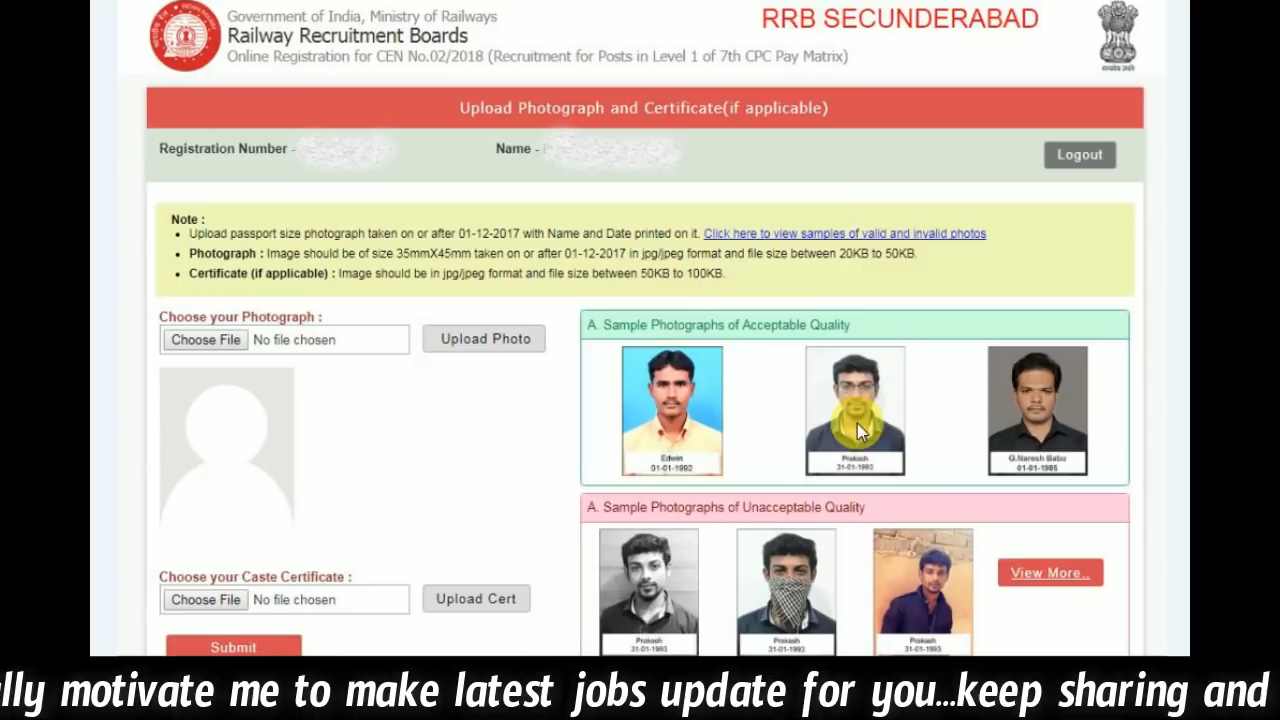 Government of India, Ministry of Railways
Railway Recruitment Boards
Online Registration for CEN No.02/2018 (Recruitment for Posts in Level 1 of 7th CPC Pay Matrix)
RRB SECUNDERABAD
सत्यमेव जयते
Upload Photograph and Certificate(if applicable)
Registration Number -
Name -
Logout
Note :
• Upload passport size photograph taken on or after 01-12-2017 with Name and Date printed on it. Click here to view samples of valid and invalid photos
• Photograph : Image should be of size 35mmX45mm taken on or after 01-12-2017 in jpg/jpeg format and file size between 20KB to 50KB.
• Certificate (if applicable) : Image should be in jpg/jpeg format and file size between 50KB to 100KB.
Choose your Photograph :
Choose File No file chosen
Upload Photo
A. Sample Photographs of Acceptable Quality
Edwin
01-01-1992
Prakash
31-01-1993
G.Naresh Babu
01-01-1985
A. Sample Photographs of Unacceptable Quality
Prakash
31-01-1993
Prakash
31-01-1993
Prakash
31-01-1993
View More..
Choose your Caste Certificate :
Choose File No file chosen
Upload Cert
Submit
lly motivate me to make latest jobs update for you...keep sharing and